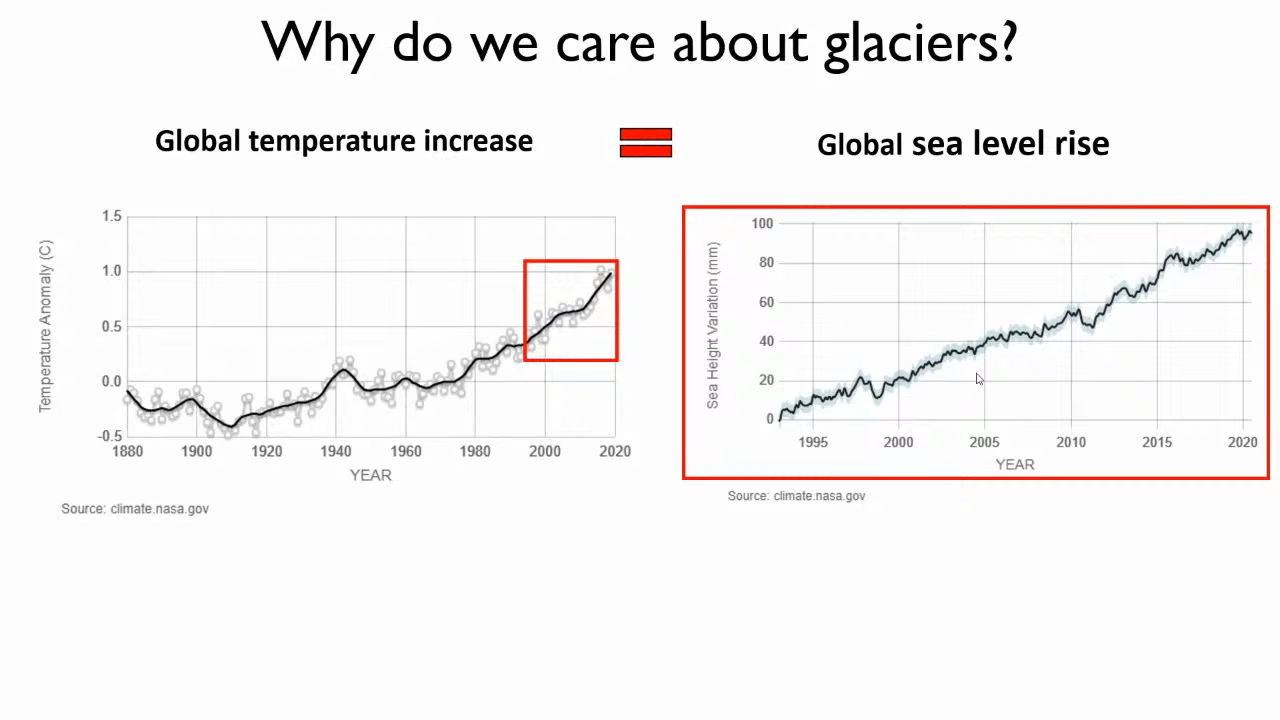 Why do we care about glaciers?
Global temperature increase
Global sea level rise
1.5
1.0
0.5
0.0
-0.5
Temperature Anomaly (C)
1880 1900 1920 1940 1960 1980 2000 2020
YEAR
Source: climate.nasa.gov
100
80
60
40
20
0
Sea Height Variation (mm)
1995 2000 2005 2010 2015 2020
YEAR
Source: climate.nasa.gov